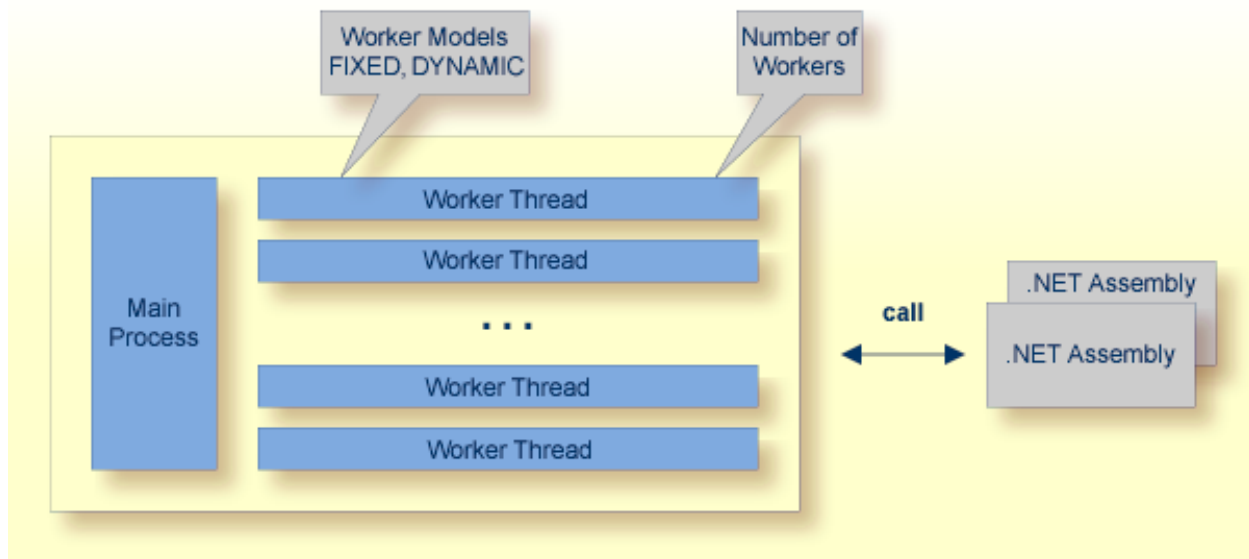 Worker Models
FIXED, DYNAMIC
Number of
Workers
Main
Process
Worker Thread
Worker Thread
...
Worker Thread
Worker Thread
call
.NET Assembly
.NET Assembly